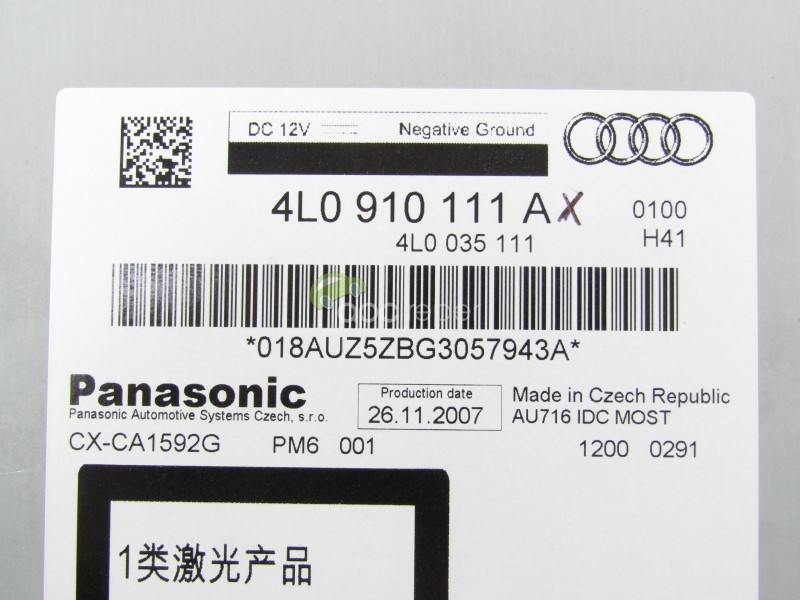 DC 12V Negative Ground
4L0 910 111 AX 0100
4L0 035 111 H41
*018AUZ5ZBG3057943A*
Panasonic
Panasonic Automotive Systems Czech, s.r.o.
Production date
26.11.2007
Made in Czech Republic
AU716 IDC MOST
CX-CA1592G PM6 001 1200 0291
1类激光产品